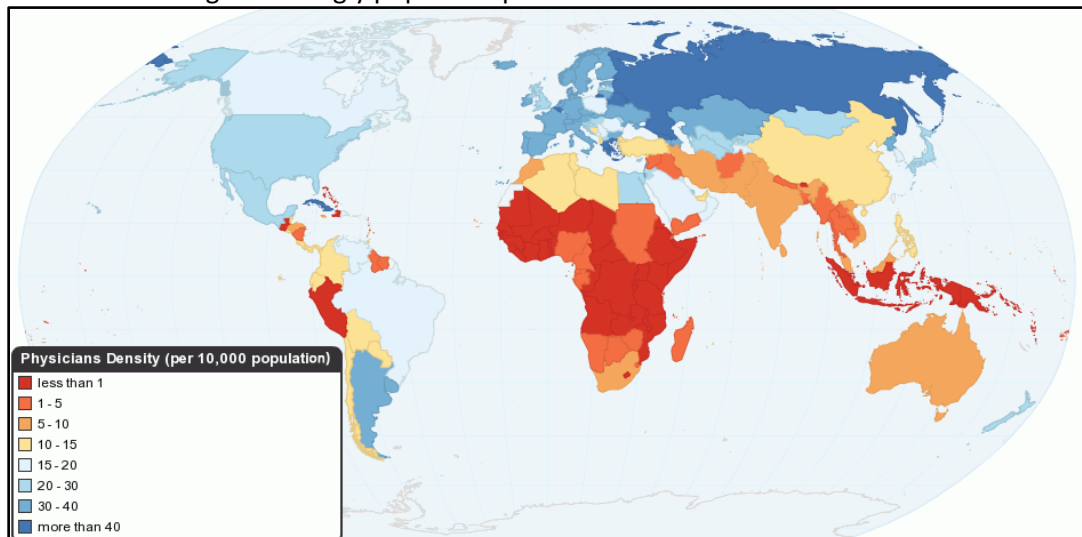 Physicians Density (per 10,000 population)
less than 1
1 - 5
5 - 10
10 - 15
15 - 20
20 - 30
30 - 40
more than 40